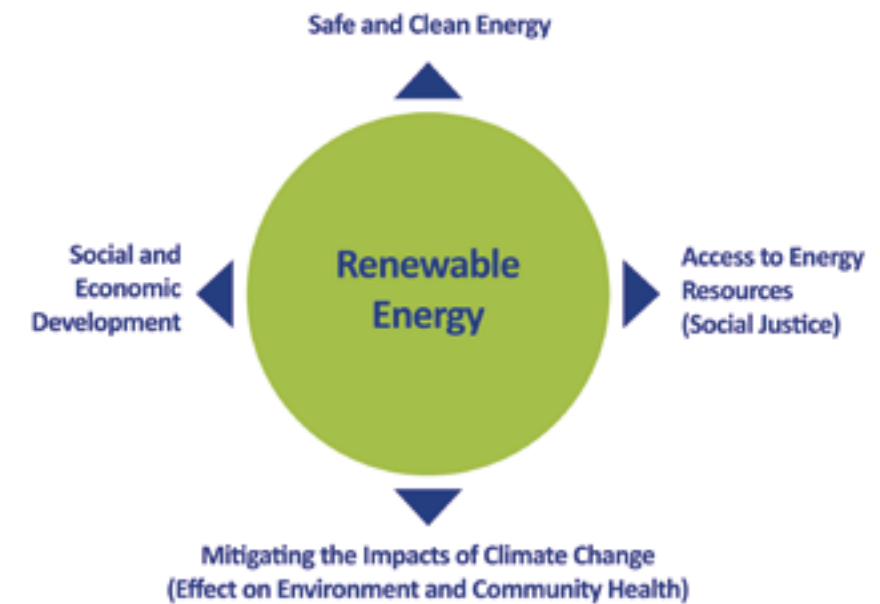 Safe and Clean Energy
Social and
Economic
Development
Renewable
Energy
Access to Energy
Resources
(Social Justice)
Mitigating the Impacts of Climate Change
(Effect on Environment and Community Health)